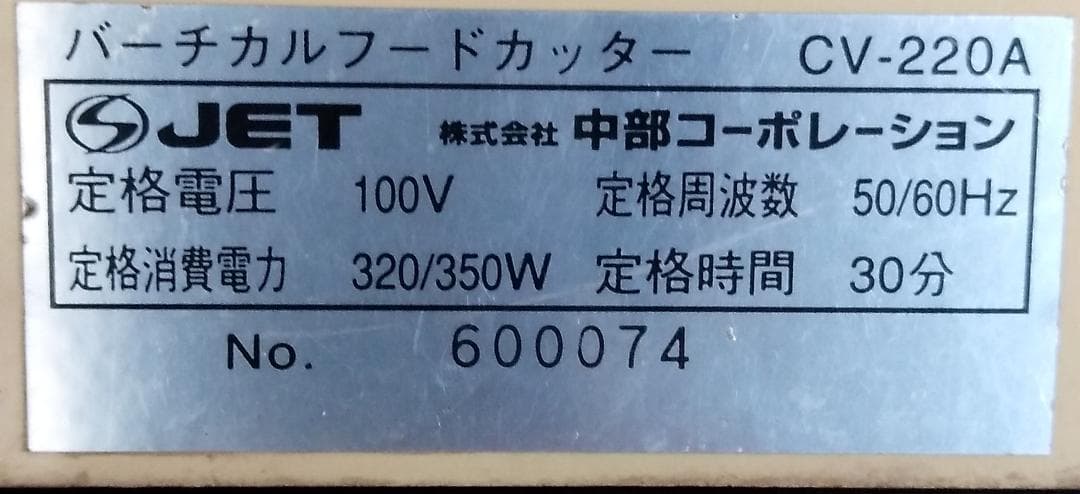 バーチカルフードカッター CV-220A
JET 株式会社 中部コーポレーション
定格電圧 100V 定格周波数 50/60Hz
定格消費電力 320/350W 定格時間 30分
No. 600074